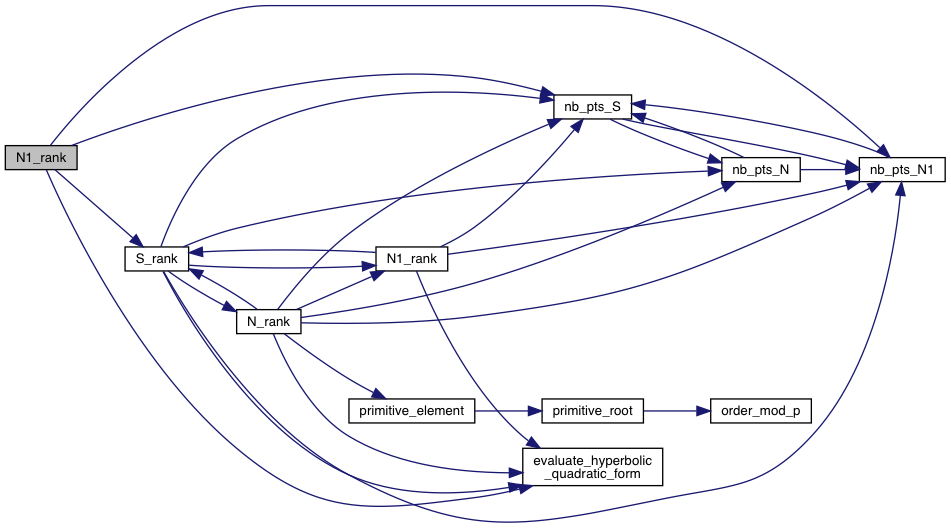 N1_rank
nb_pts_S
nb_pts_N
nb_pts_N1
S_rank
N1_rank
N_rank
primitive_element
primitive_root
order_mod_p
evaluate_hyperbolic
_quadratic_form